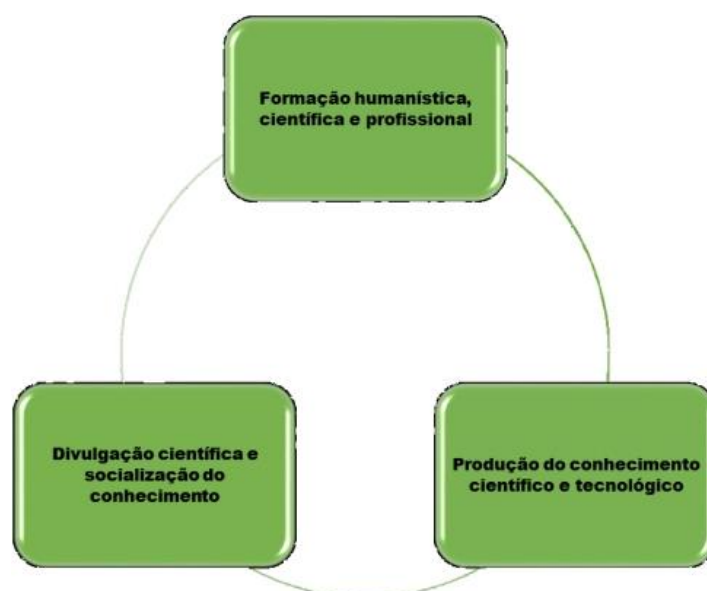 Formação humanística,
científica e profissional
Divulgação científica e
socialização do
conhecimento
Produção do conhecimento
científico e tecnológico